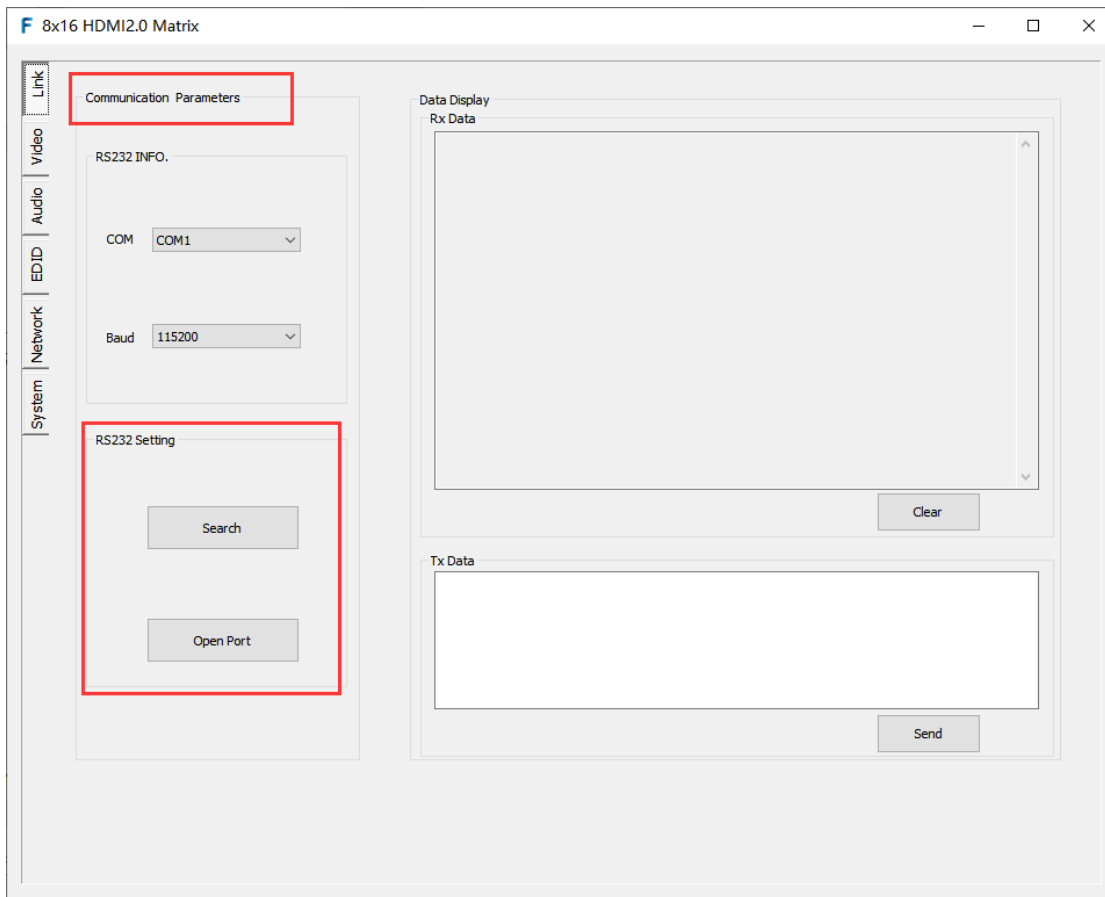 F 8x16 HDMI2.0 Matrix
Link
Video
Audio
EDID
Network
System
Communication Parameters
RS232 INFO.
COM COM1
Baud 115200
RS232 Setting
Search
Open Port
Data Display
Rx Data
Clear
Tx Data
Send